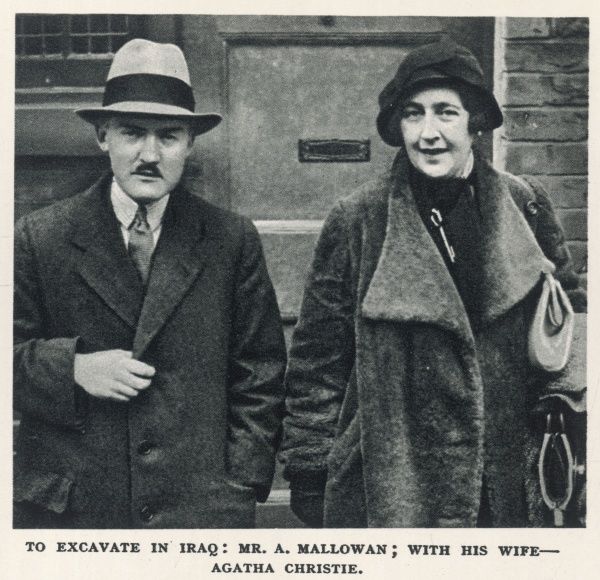 TO EXCAVATE IN IRAQ: MR. A. MALLOWAN; WITH HIS WIFE—
AGATHA CHRISTIE.